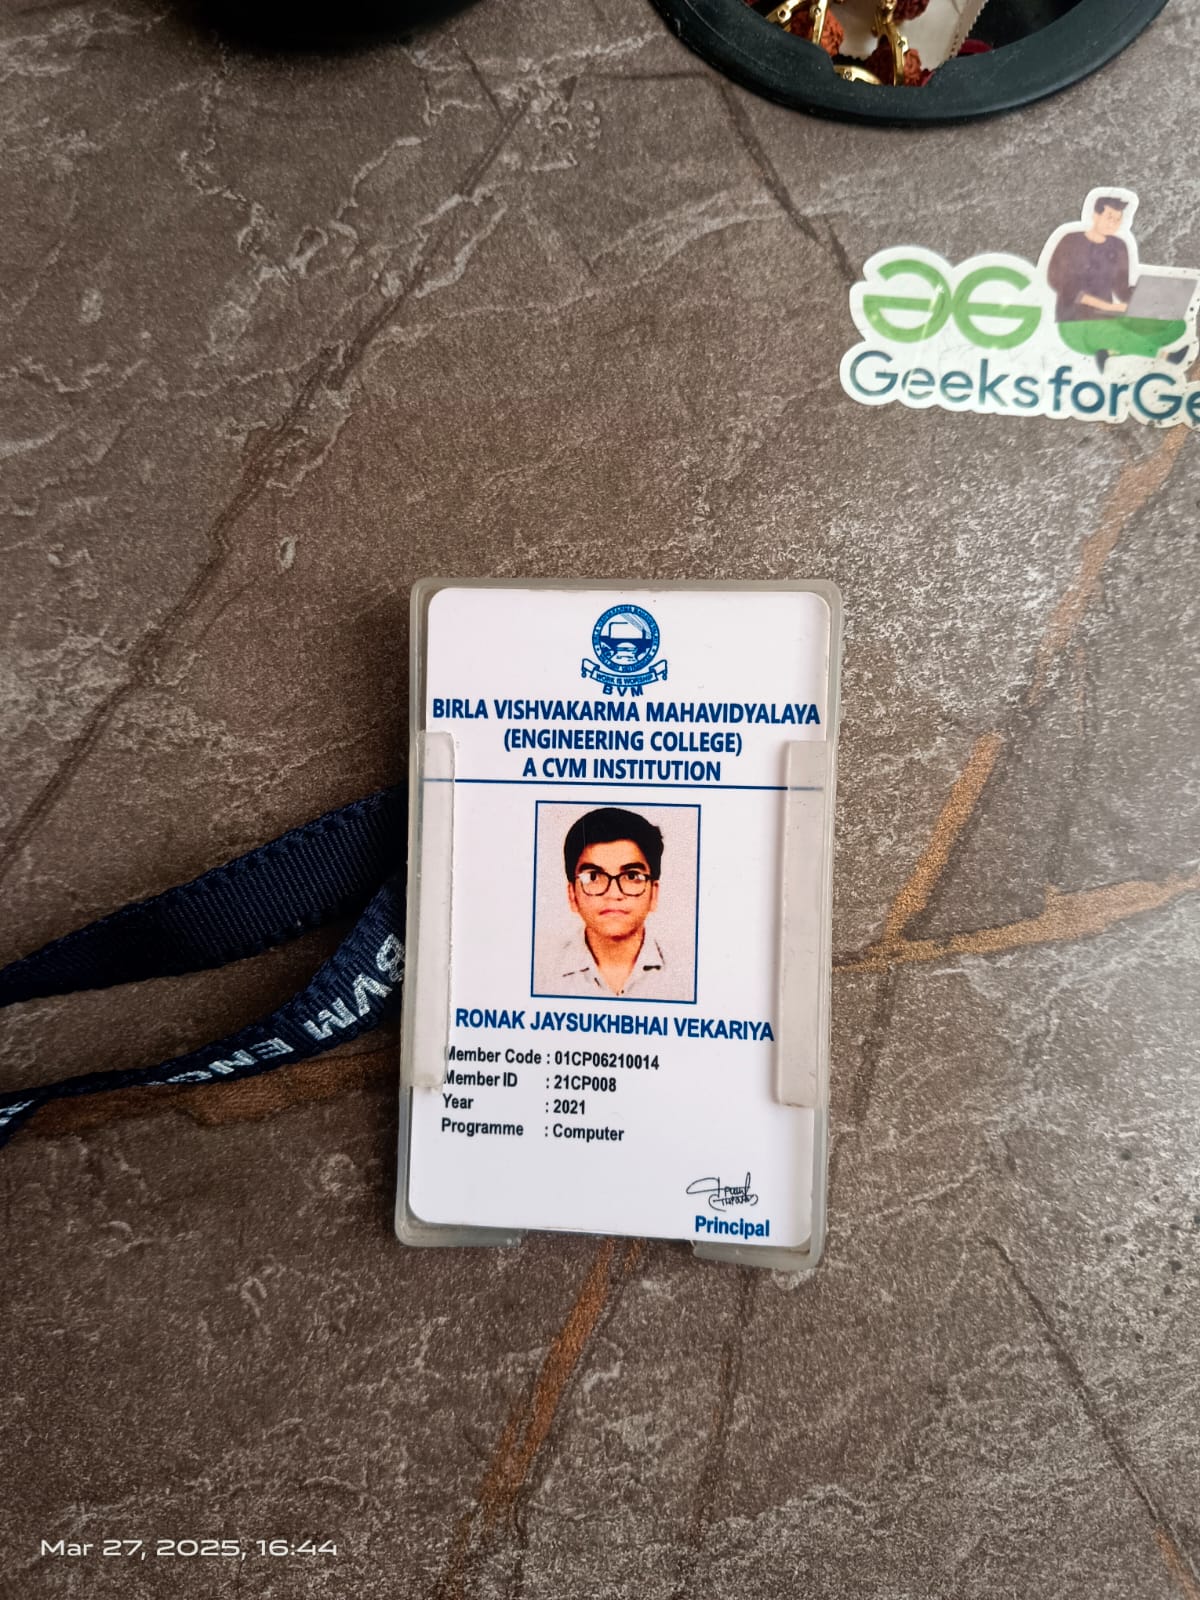 GeeksforGe
WORK IS WORSHIP
BVM
BIRLA VISHVAKARMA MAHAVIDYALAYA
(ENGINEERING COLLEGE)
A CVM INSTITUTION
RONAK JAYSUKHBHAI VEKARIYA
Member Code : 01CP06210014
Member ID : 21CP008
Year : 2021
Programme : Computer
Principal
BVM ENG
Mar 27, 2025, 16:44